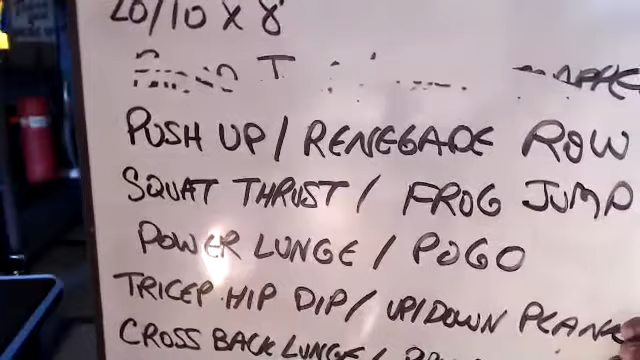 20/10 X 8
PUSH UP / RENEGADE ROW
SQUAT THRUST / FROG JUMP
POWER LUNGE / POGO
TRICEP HIP DIP / UP/DOWN PLANK
CROSS BACK LUNGE /